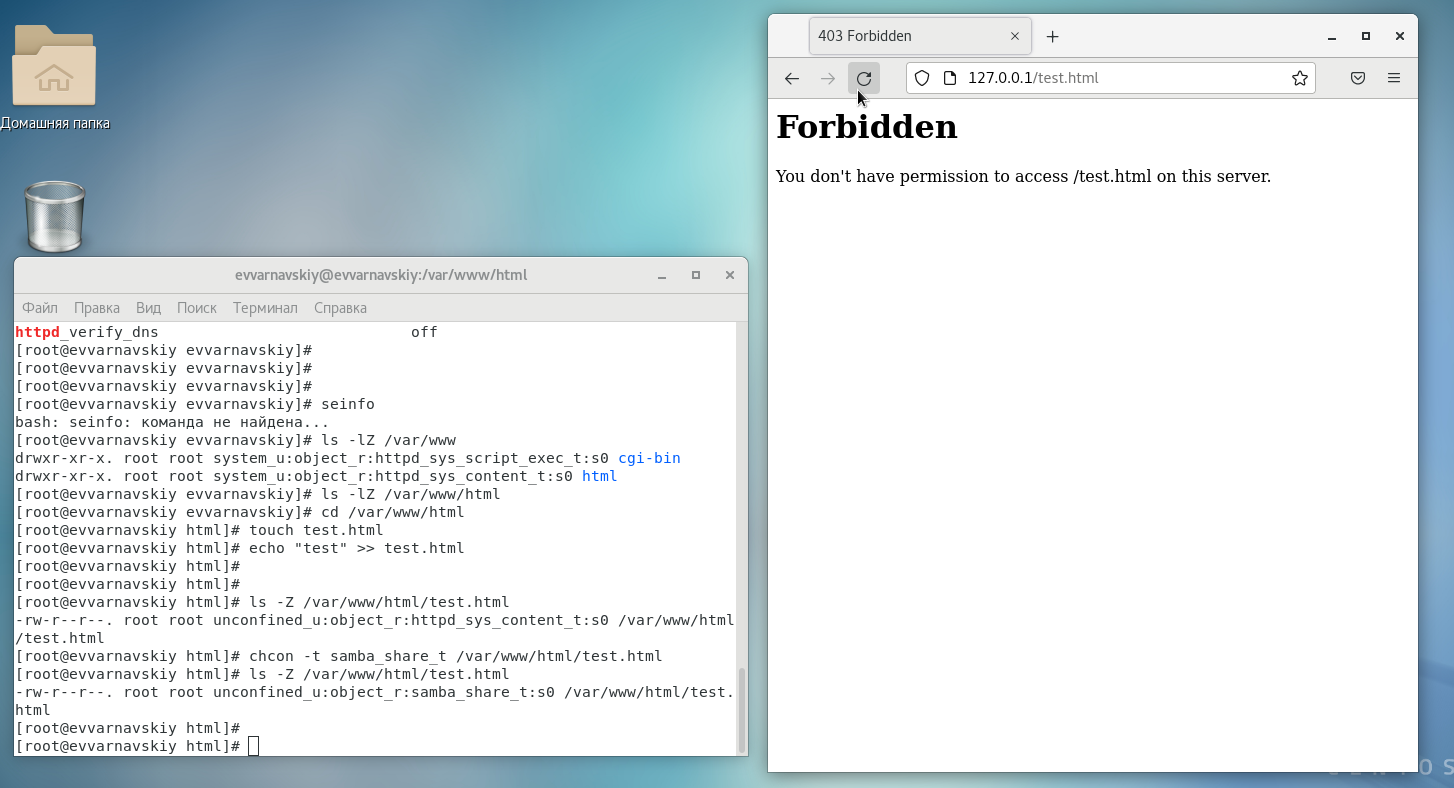 Домашняя папка
evvarnavskiy@evvarnavskiy:/var/www/html
Файл Правка Вид Поиск Терминал Справка
httpd_verify_dns off
[root@evvarnavskiy evvarnavskiy]#
[root@evvarnavskiy evvarnavskiy]#
[root@evvarnavskiy evvarnavskiy]#
[root@evvarnavskiy evvarnavskiy]# seinfo
bash: seinfo: команда не найдена...
[root@evvarnavskiy evvarnavskiy]# ls -lZ /var/www
drwxr-xr-x. root root system_u:object_r:httpd_sys_script_exec_t:s0 cgi-bin
drwxr-xr-x. root root system_u:object_r:httpd_sys_content_t:s0 html
[root@evvarnavskiy evvarnavskiy]# ls -lZ /var/www/html
[root@evvarnavskiy evvarnavskiy]# cd /var/www/html
[root@evvarnavskiy html]# touch test.html
[root@evvarnavskiy html]# echo "test" >> test.html
[root@evvarnavskiy html]#
[root@evvarnavskiy html]#
[root@evvarnavskiy html]# ls -Z /var/www/html/test.html
-rw-r--r--. root root unconfined_u:object_r:httpd_sys_content_t:s0 /var/www/html
/test.html
[root@evvarnavskiy html]# chcon -t samba_share_t /var/www/html/test.html
[root@evvarnavskiy html]# ls -Z /var/www/html/test.html
-rw-r--r--. root root unconfined_u:object_r:samba_share_t:s0 /var/www/html/test.
html
[root@evvarnavskiy html]#
[root@evvarnavskiy html]#
403 Forbidden
127.0.0.1/test.html
Forbidden
You don't have permission to access /test.html on this server.